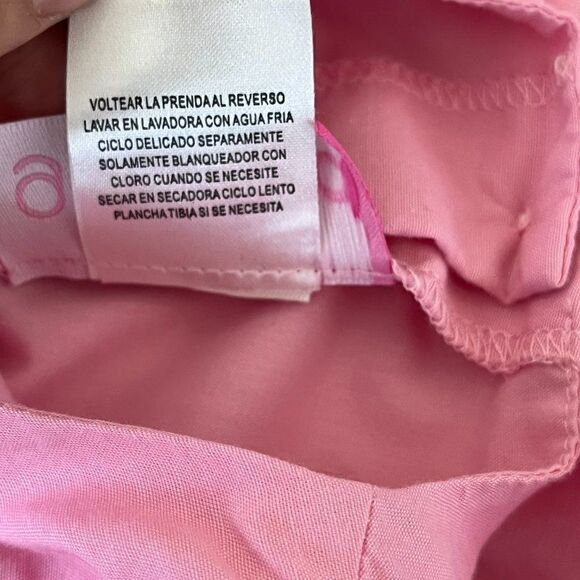 VOLTEAR LA PRENDA AL REVERSO
LAVAR EN LAVADORA CON AGUA FRIA
CICLO DELICADO SEPARAMENTE
SOLAMENTE BLANQUEADOR CON
CLORO CUANDO SE NECESITE
SECAR EN SECADORA CICLO LENTO
PLANCHA TIBIA SI SE NECESITA